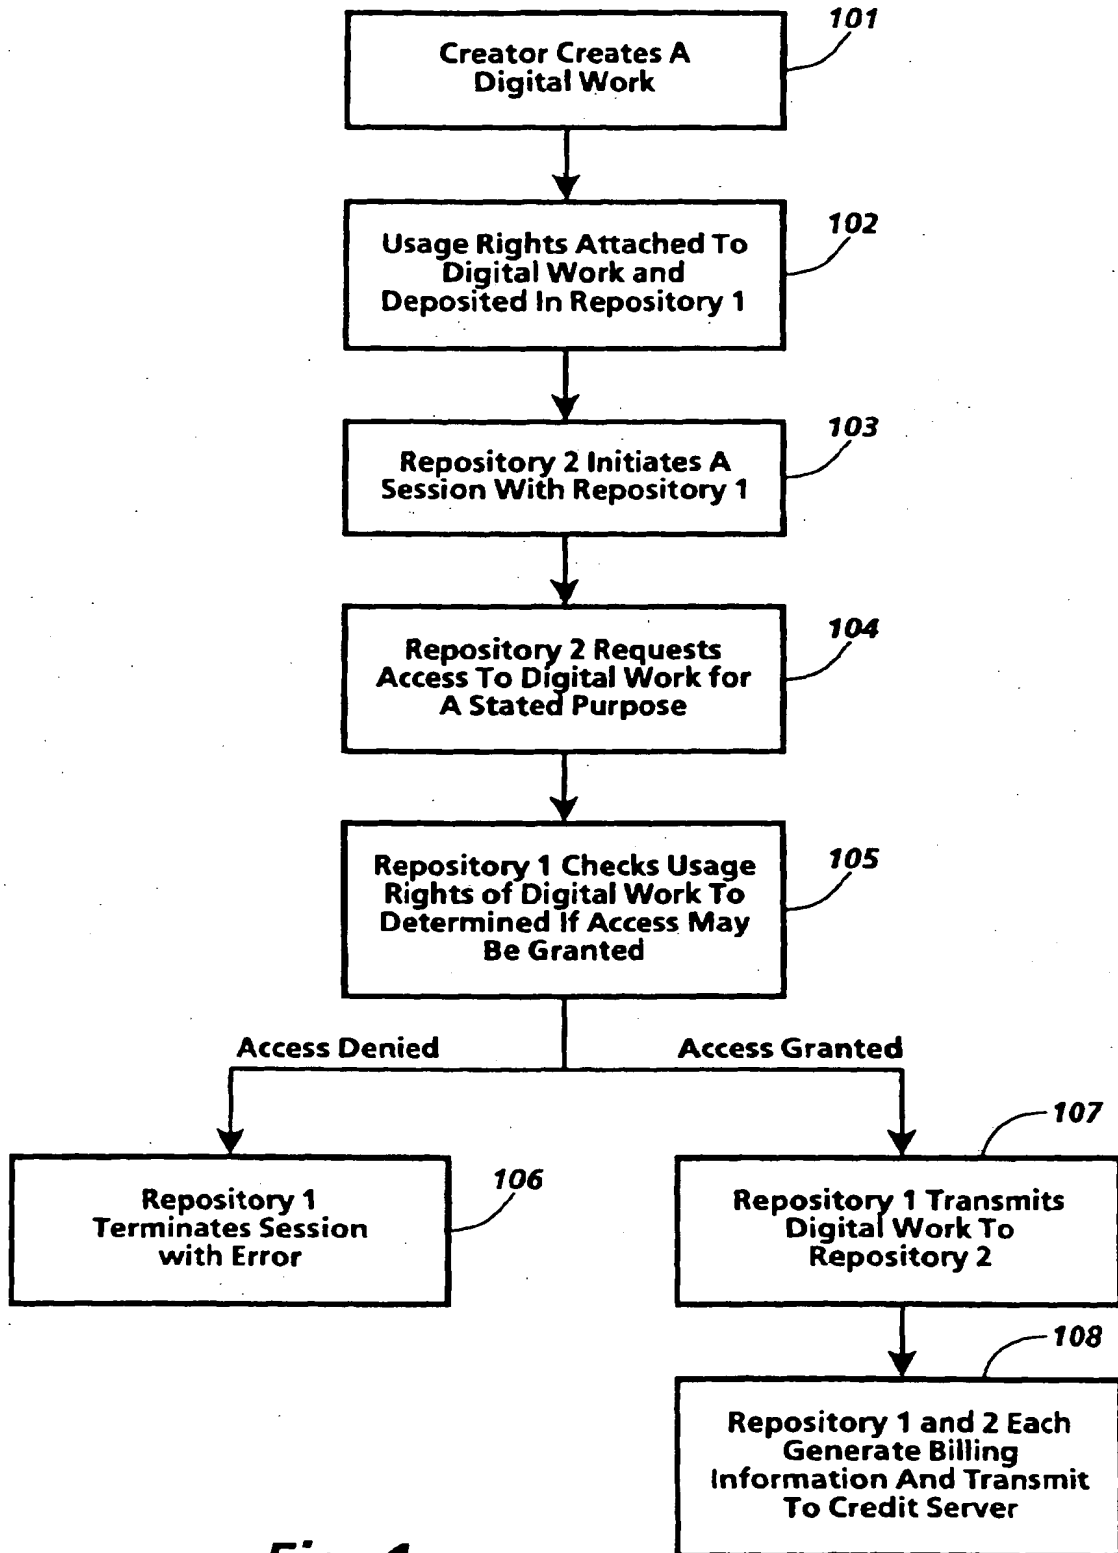 101
Creator Creates A
Digital Work
102
Usage Rights Attached To
Digital Work and
Deposited In Repository 1
103
Repository 2 Initiates A
Session With Repository 1
104
Repository 2 Requests
Access To Digital Work for
A Stated Purpose
105
Repository 1 Checks Usage
Rights of Digital Work To
Determined If Access May
Be Granted
Access Denied
Access Granted
106
Repository 1
Terminates Session
with Error
107
Repository 1 Transmits
Digital Work To
Repository 2
108
Repository 1 and 2 Each
Generate Billing
Information And Transmit
To Credit Server